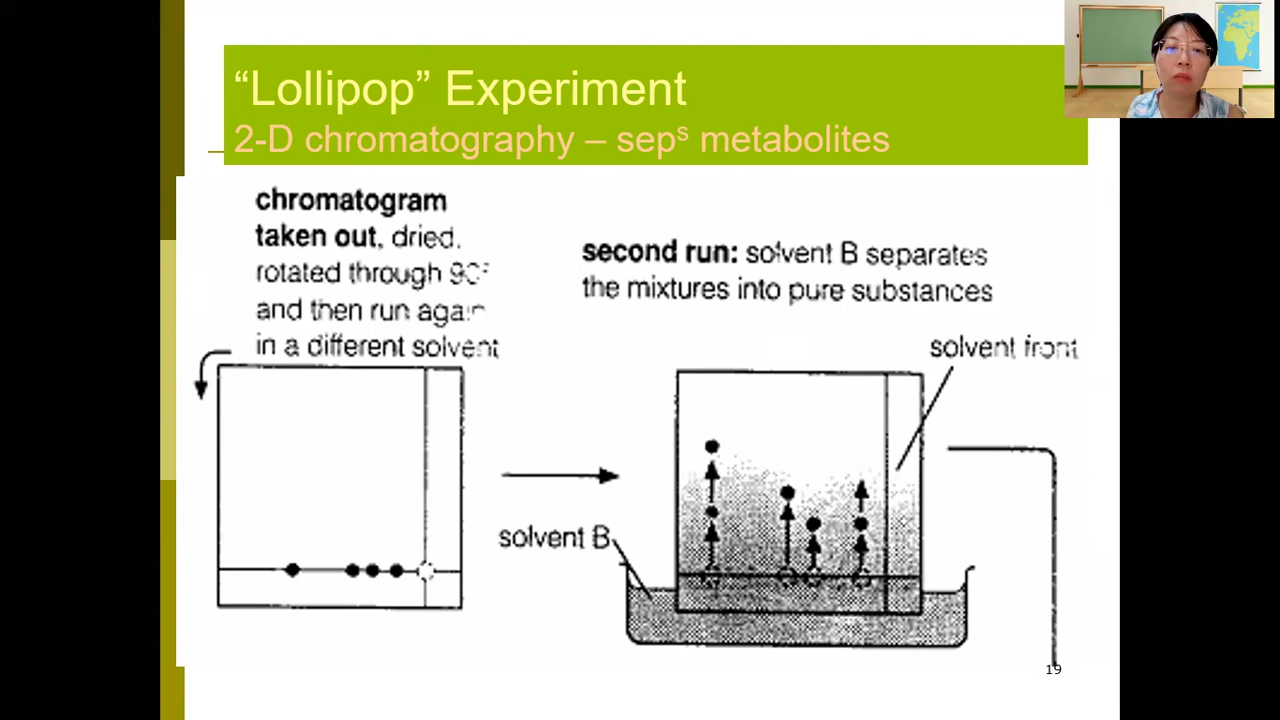 “Lollipop” Experiment
2-D chromatography – sepˢ metabolites
chromatogram
taken out, dried,
rotated through 90°
and then run again
in a different solvent
second run: solvent B separates
the mixtures into pure substances
solvent front
solvent B
19